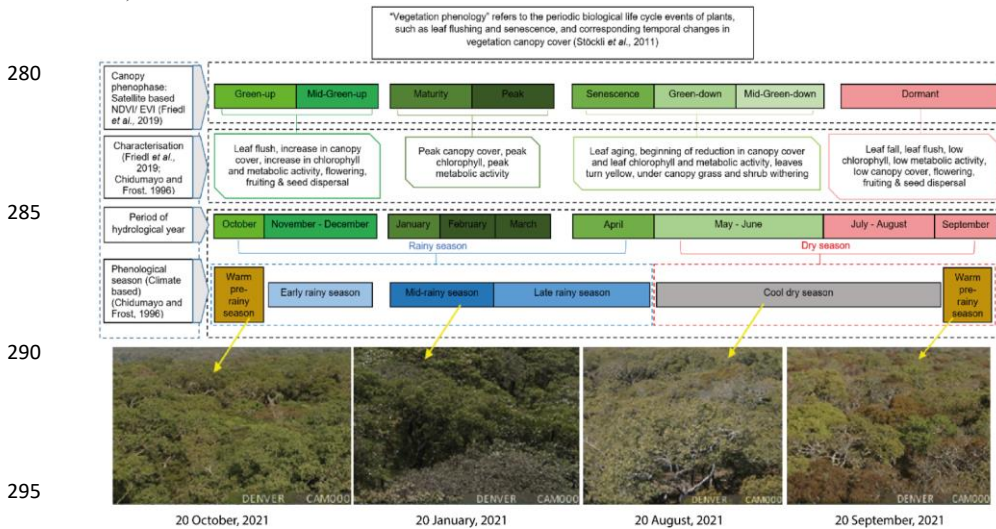 "Vegetation phenology" refers to the periodic biological life cycle events of plants,
such as leaf flushing and senescence, and corresponding temporal changes in
vegetation canopy cover (Stöckli et al., 2011)
280
Canopy
phenophase:
Satellite based
NDVI/ EVI (Friedl
et al., 2019)
Green-up
Mid-Green-up
Maturity
Peak
Senescence
Green-down
Mid-Green-down
Dormant
Characterisation
(Friedl et al.,
2019;
Chidumayo and
Frost, 1996)
Leaf flush, increase in canopy
cover, increase in chlorophyll
and metabolic activity, flowering,
fruiting & seed dispersal
Peak canopy cover, peak
chlorophyll, peak
metabolic activity
Leaf aging, beginning of reduction in canopy cover
and leaf chlorophyll and metabolic activity, leaves
turn yellow, under canopy grass and shrub withering
Leaf fall, leaf flush, low
chlorophyll, low metabolic activity,
low canopy cover, flowering,
fruiting & seed dispersal
285
Period of
hydrological year
October
November - December
January
February
March
April
May - June
July - August
September
Rainy season
Dry season
Phenological
season (Climate
based)
(Chidumayo and
Frost, 1996)
Warm
pre-
rainy
season
Early rainy season
Mid-rainy season
Late rainy season
Cool dry season
Warm
pre-
rainy
season
290
DENVER CAM000
DENVER CAM000
DENVER CAM000
DENVER CAM000
295
20 October, 2021
20 January, 2021
20 August, 2021
20 September, 2021